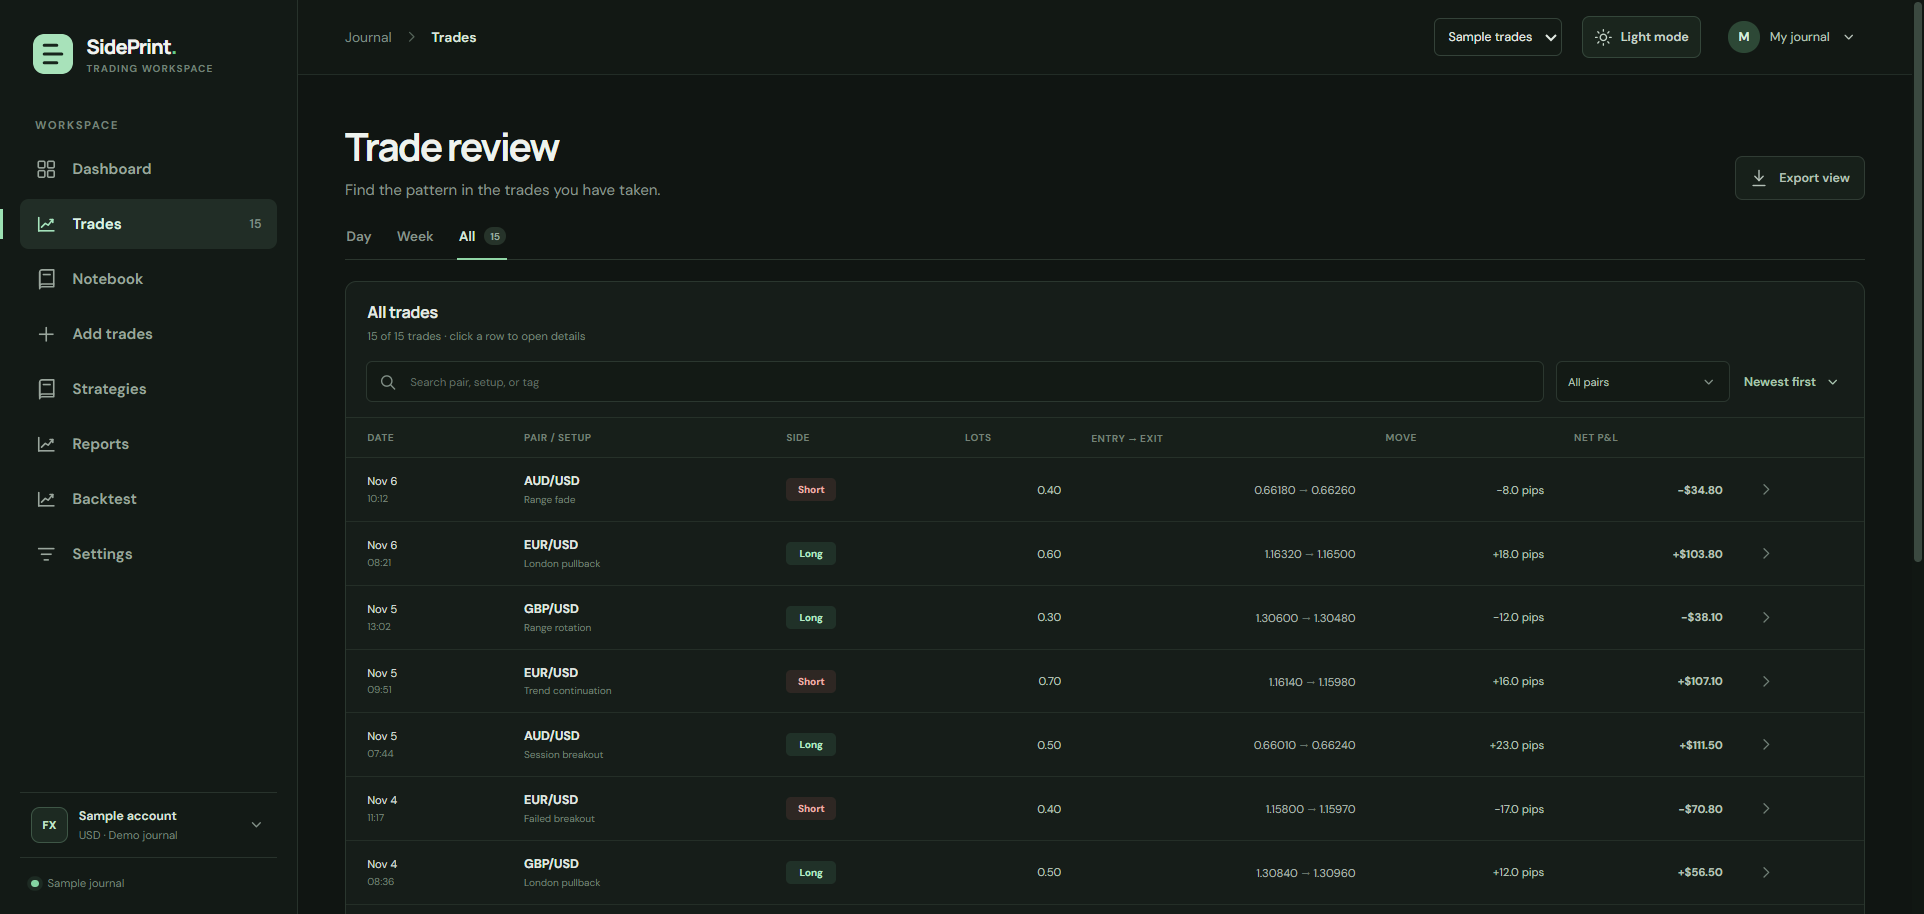 SidePrint.
TRADING WORKSPACE
WORKSPACE
Dashboard
Trades 15
Notebook
Add trades
Strategies
Reports
Backtest
Settings
FX
Sample account
USD · Demo journal
Sample journal
Journal > Trades
Sample trades
Light mode
M My journal
Trade review
Find the pattern in the trades you have taken.
Export view
Day Week All 15
All trades
15 of 15 trades · click a row to open details
Search pair, setup, or tag
All pairs
Newest first
DATE PAIR / SETUP SIDE LOTS ENTRY → EXIT MOVE NET P&L
Nov 6 AUD/USD Short 0.40 0.66180 → 0.66260 -8.0 pips -$34.80
10:12 Range fade
Nov 6 EUR/USD Long 0.60 1.16320 → 1.16500 +18.0 pips +$103.80
08:21 London pullback
Nov 5 GBP/USD Long 0.30 1.30600 → 1.30480 -12.0 pips -$38.10
13:02 Range rotation
Nov 5 EUR/USD Short 0.70 1.16140 → 1.15980 +16.0 pips +$107.10
09:51 Trend continuation
Nov 5 AUD/USD Long 0.50 0.66010 → 0.66240 +23.0 pips +$111.50
07:44 Session breakout
Nov 4 EUR/USD Short 0.40 1.15800 → 1.15970 -17.0 pips -$70.80
11:17 Failed breakout
Nov 4 GBP/USD Long 0.50 1.30840 → 1.30960 +12.0 pips +$56.50
08:36 London pullback